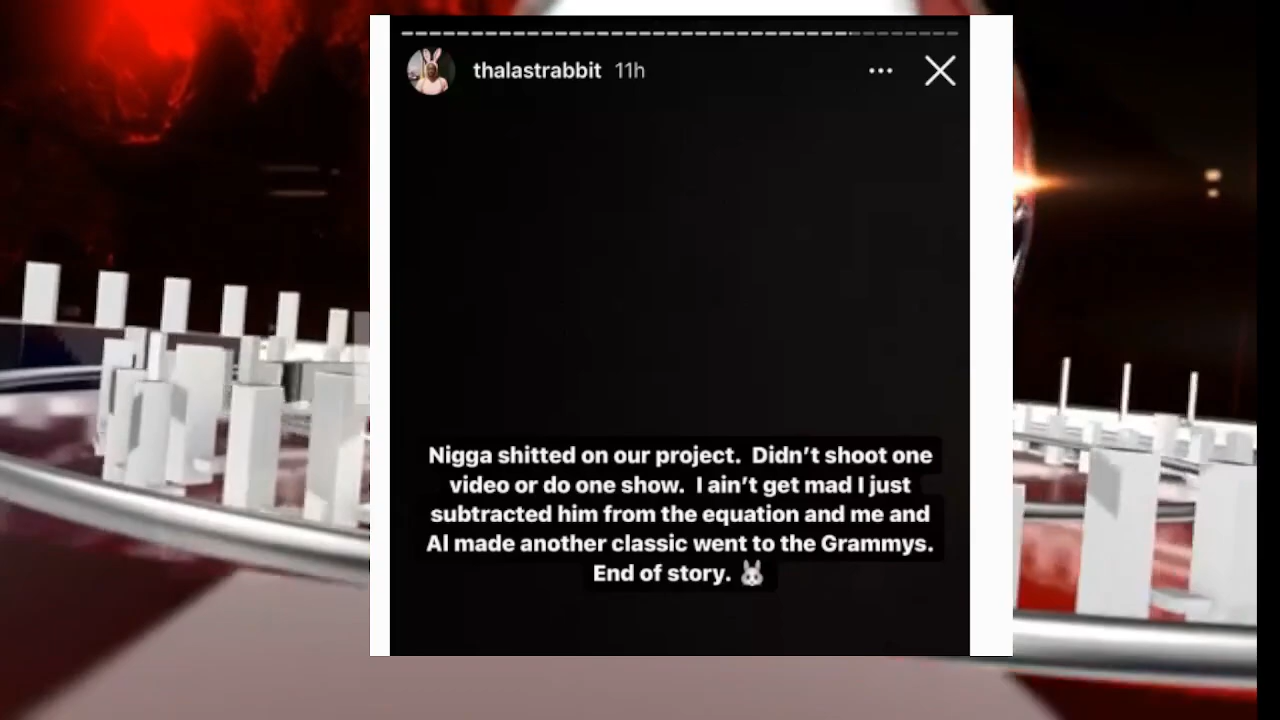 thalastrabbit 11h
Nigga shitted on our project.  Didn’t shoot one
video or do one show.  I ain’t get mad I just
subtracted him from the equation and me and
Al made another classic went to the Grammys.
End of story. 🐰